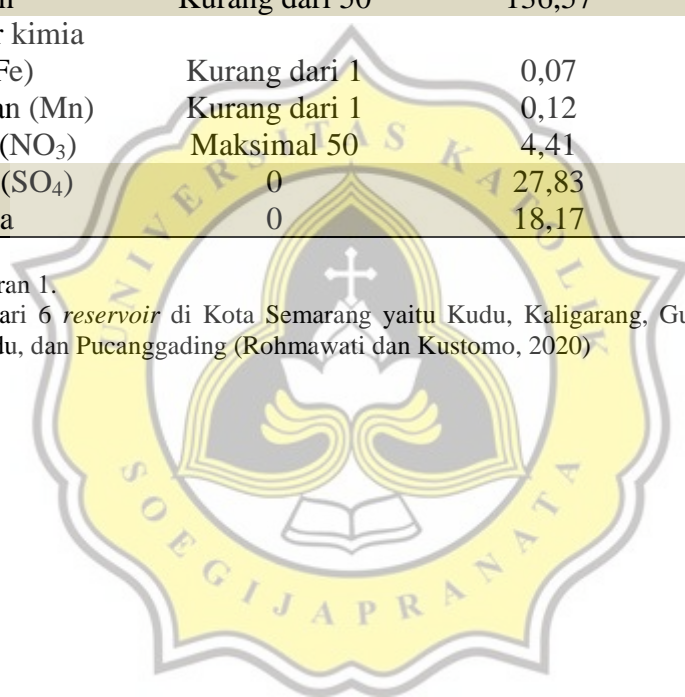 Kurang dari 50 136,57
kimia
Fe) Kurang dari 1 0,07
an (Mn) Kurang dari 1 0,12
(NO₃) Maksimal 50 4,41
(SO₄) 0 27,83
a 0 18,17
ran 1.
ari 6 reservoir di Kota Semarang yaitu Kudu, Kaligarang, Gu
du, dan Pucanggading (Rohmawati dan Kustomo, 2020)
UNIVERSITAS KATOLIK
SOEGIJAPRANATA